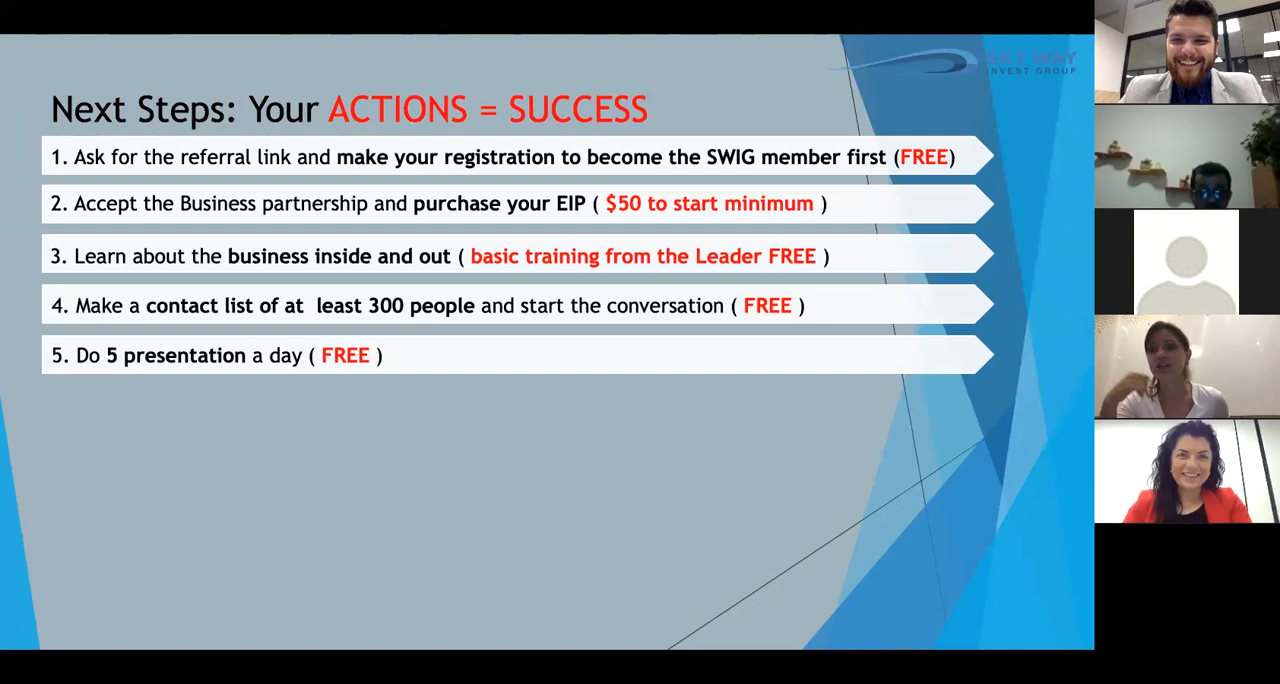 SKY WAY
INVEST GROUP
Next Steps: Your ACTIONS = SUCCESS
1. Ask for the referral link and make your registration to become the SWIG member first (FREE)
2. Accept the Business partnership and purchase your EIP ( $50 to start minimum )
3. Learn about the business inside and out ( basic training from the Leader FREE )
4. Make a contact list of at  least 300 people and start the conversation ( FREE )
5. Do 5 presentation a day ( FREE )